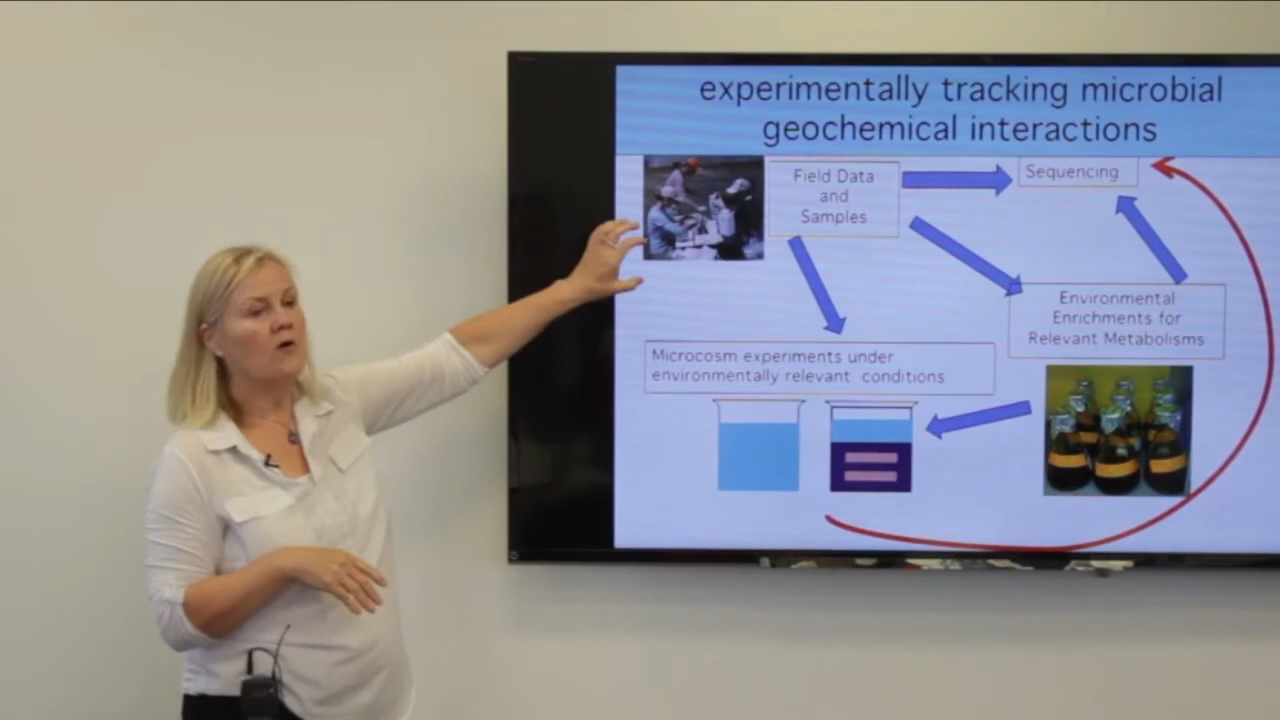 experimentally tracking microbial
geochemical interactions
Field Data
and
Samples
Sequencing
Environmental
Enrichments for
Relevant Metabolisms
Microcosm experiments under
environmentally relevant conditions